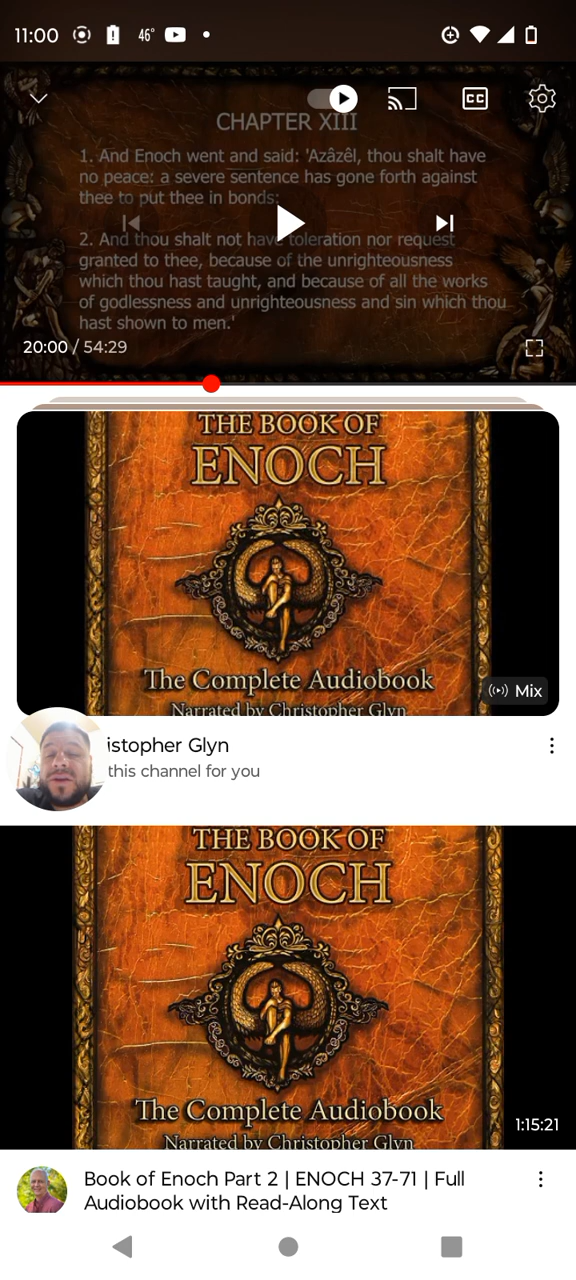 11:00
46°
CC
CHAPTER XIII
1. And Enoch went and said: 'Azâzêl, thou shalt have
no peace: a severe sentence has gone forth against
thee to put thee in bonds:
2. And thou shalt not have toleration nor request
granted to thee, because of the unrighteousness
which thou hast taught, and because of all the works
of godlessness and unrighteousness and sin which thou
hast shown to men.'
20:00 / 54:29
THE BOOK OF
ENOCH
The Complete Audiobook
Mix
Narrated by Christopher Glyn
istopher Glyn
this channel for you
THE BOOK OF
ENOCH
The Complete Audiobook
1:15:21
Narrated by Christopher Glyn
Book of Enoch Part 2 | ENOCH 37-71 | Full
Audiobook with Read-Along Text